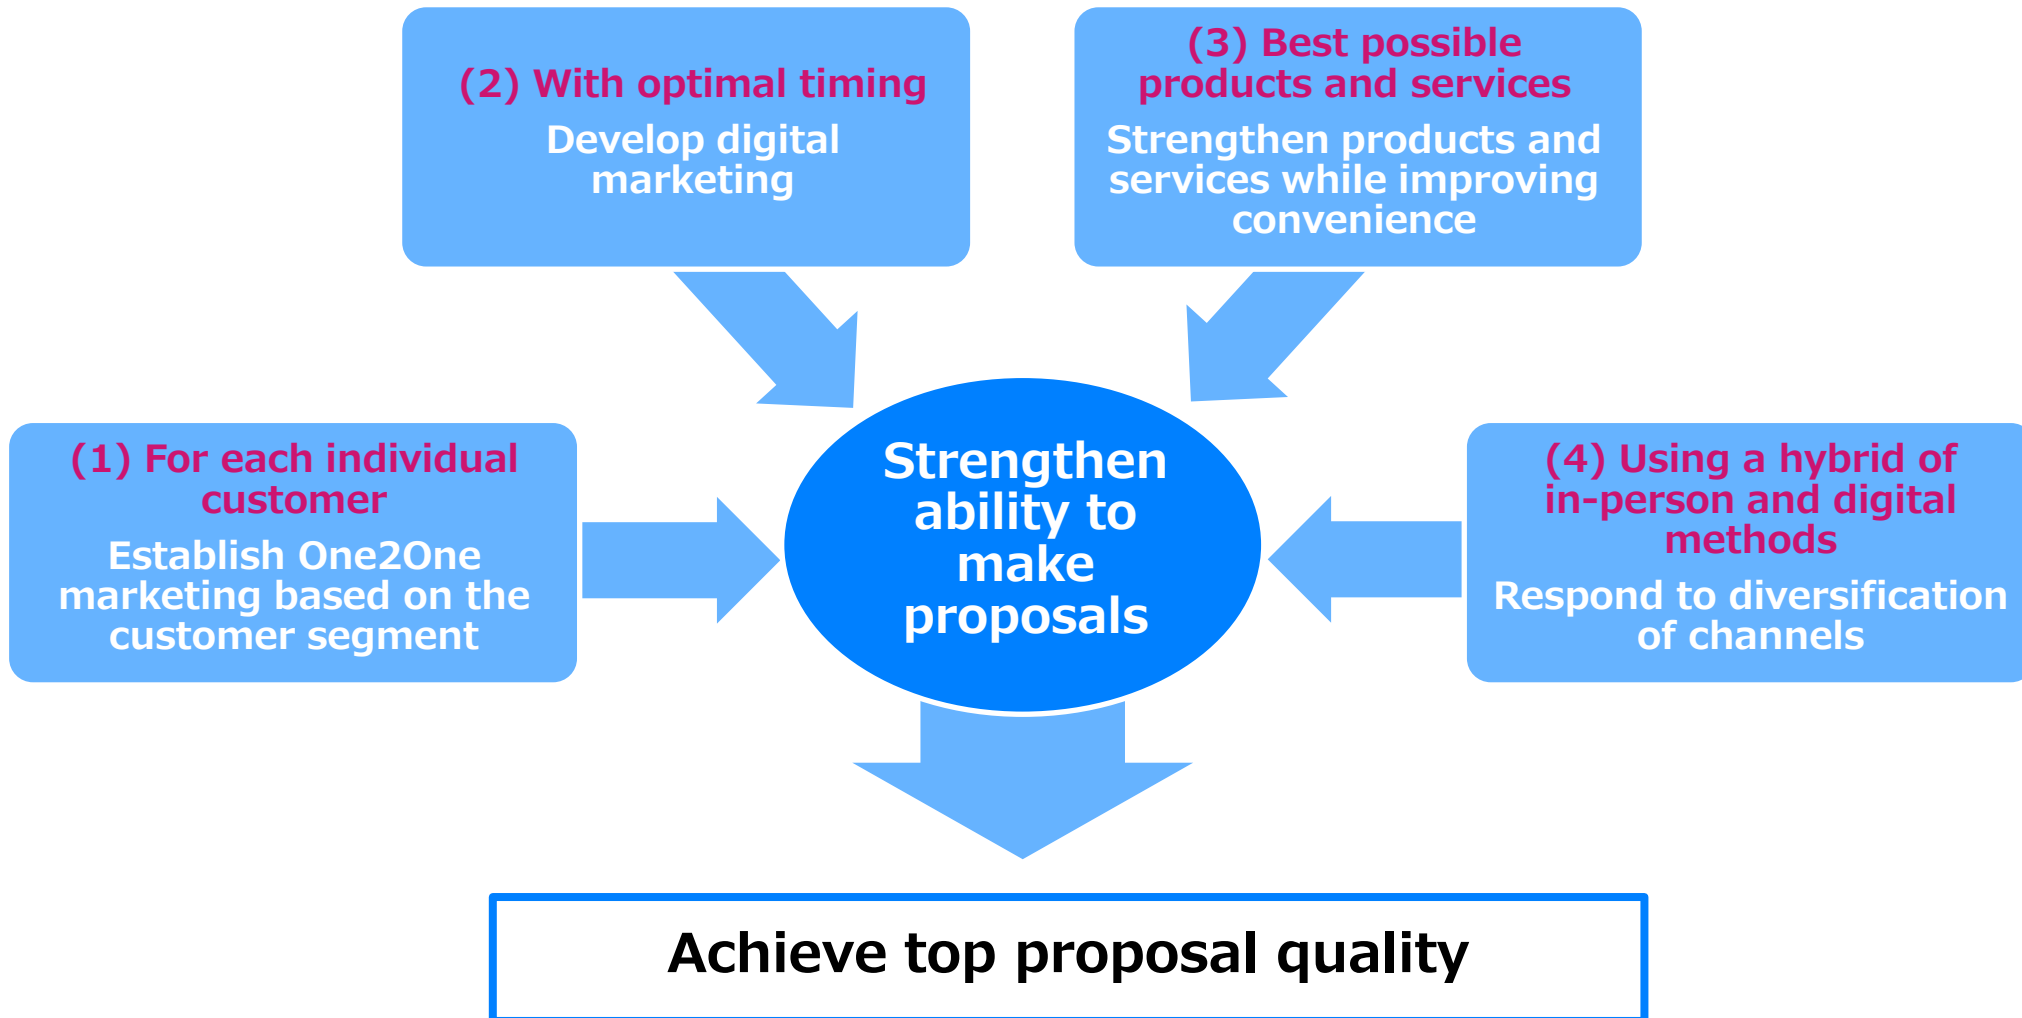 (2) With optimal timing
Develop digital
marketing
(3) Best possible
products and services
Strengthen products and
services while improving
convenience
(1) For each individual
customer
Establish One2One
marketing based on the
customer segment
Strengthen
ability to
make
proposals
(4) Using a hybrid of
in-person and digital
methods
Respond to diversification
of channels
Achieve top proposal quality